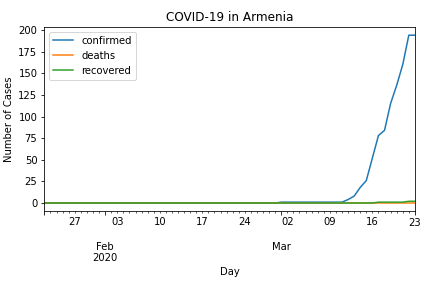 COVID-19 in Armenia
confirmed
deaths
recovered
Number of Cases
200
175
150
125
100
75
50
25
0
27 03 10 17 24 02 09 16 23
Feb Mar
2020
Day